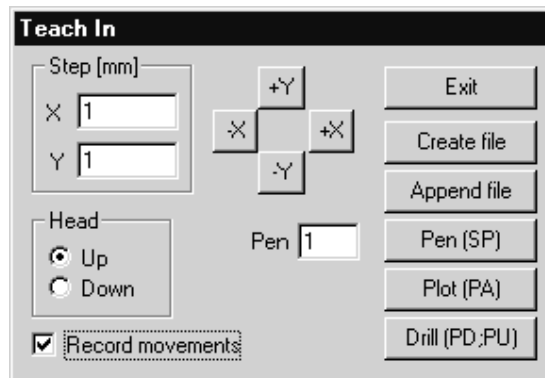 Teach In
Step [mm]
X 1
Y 1
+Y
-X
+X
-Y
Head
Up
Down
Pen 1
Record movements
Exit
Create file
Append file
Pen (SP)
Plot (PA)
Drill (PD;PU)